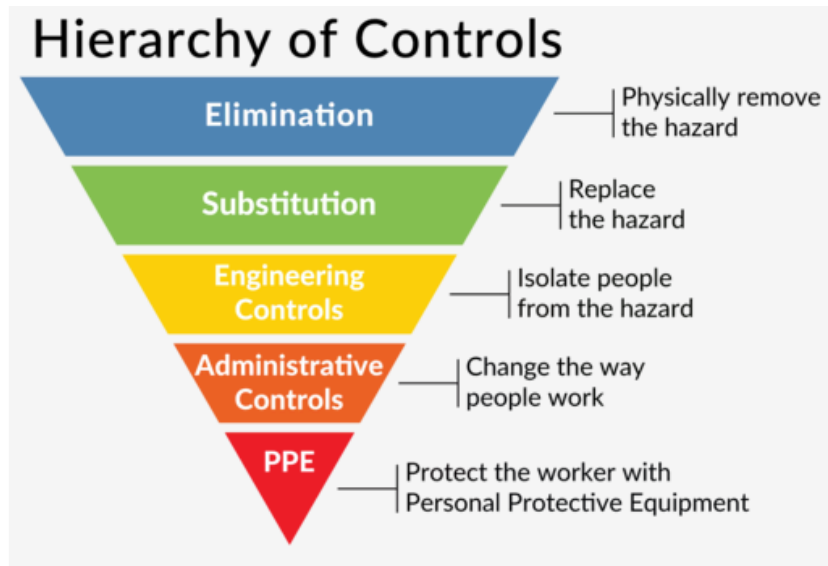 Hierarchy of Controls
Elimination
Physically remove
the hazard
Substitution
Replace
the hazard
Engineering
Controls
Isolate people
from the hazard
Administrative
Controls
Change the way
people work
PPE
Protect the worker with
Personal Protective Equipment